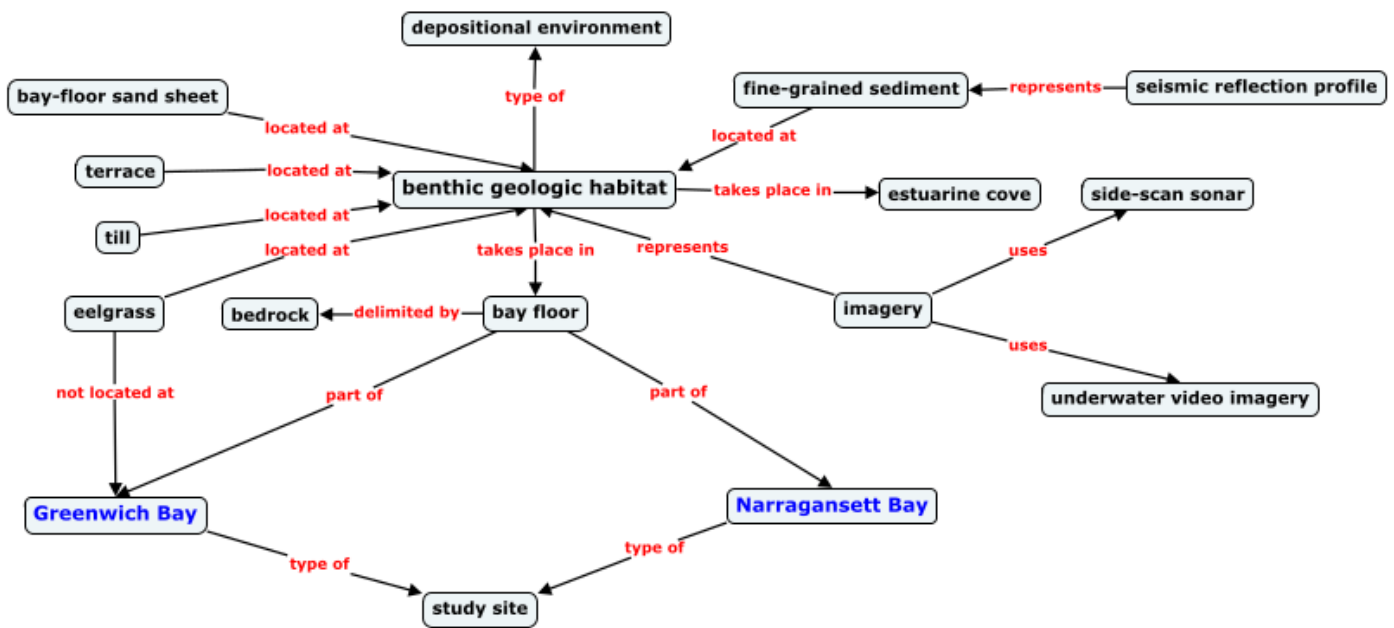 depositional environment
bay-floor sand sheet
type of
fine-grained sediment
represents
seismic reflection profile
located at
located at
terrace
located at
benthic geologic habitat
takes place in
estuarine cove
side-scan sonar
till
located at
located at
takes place in
represents
uses
eelgrass
bedrock
delimited by
bay floor
imagery
uses
not located at
part of
part of
underwater video imagery
Greenwich Bay
Narragansett Bay
type of
type of
study site